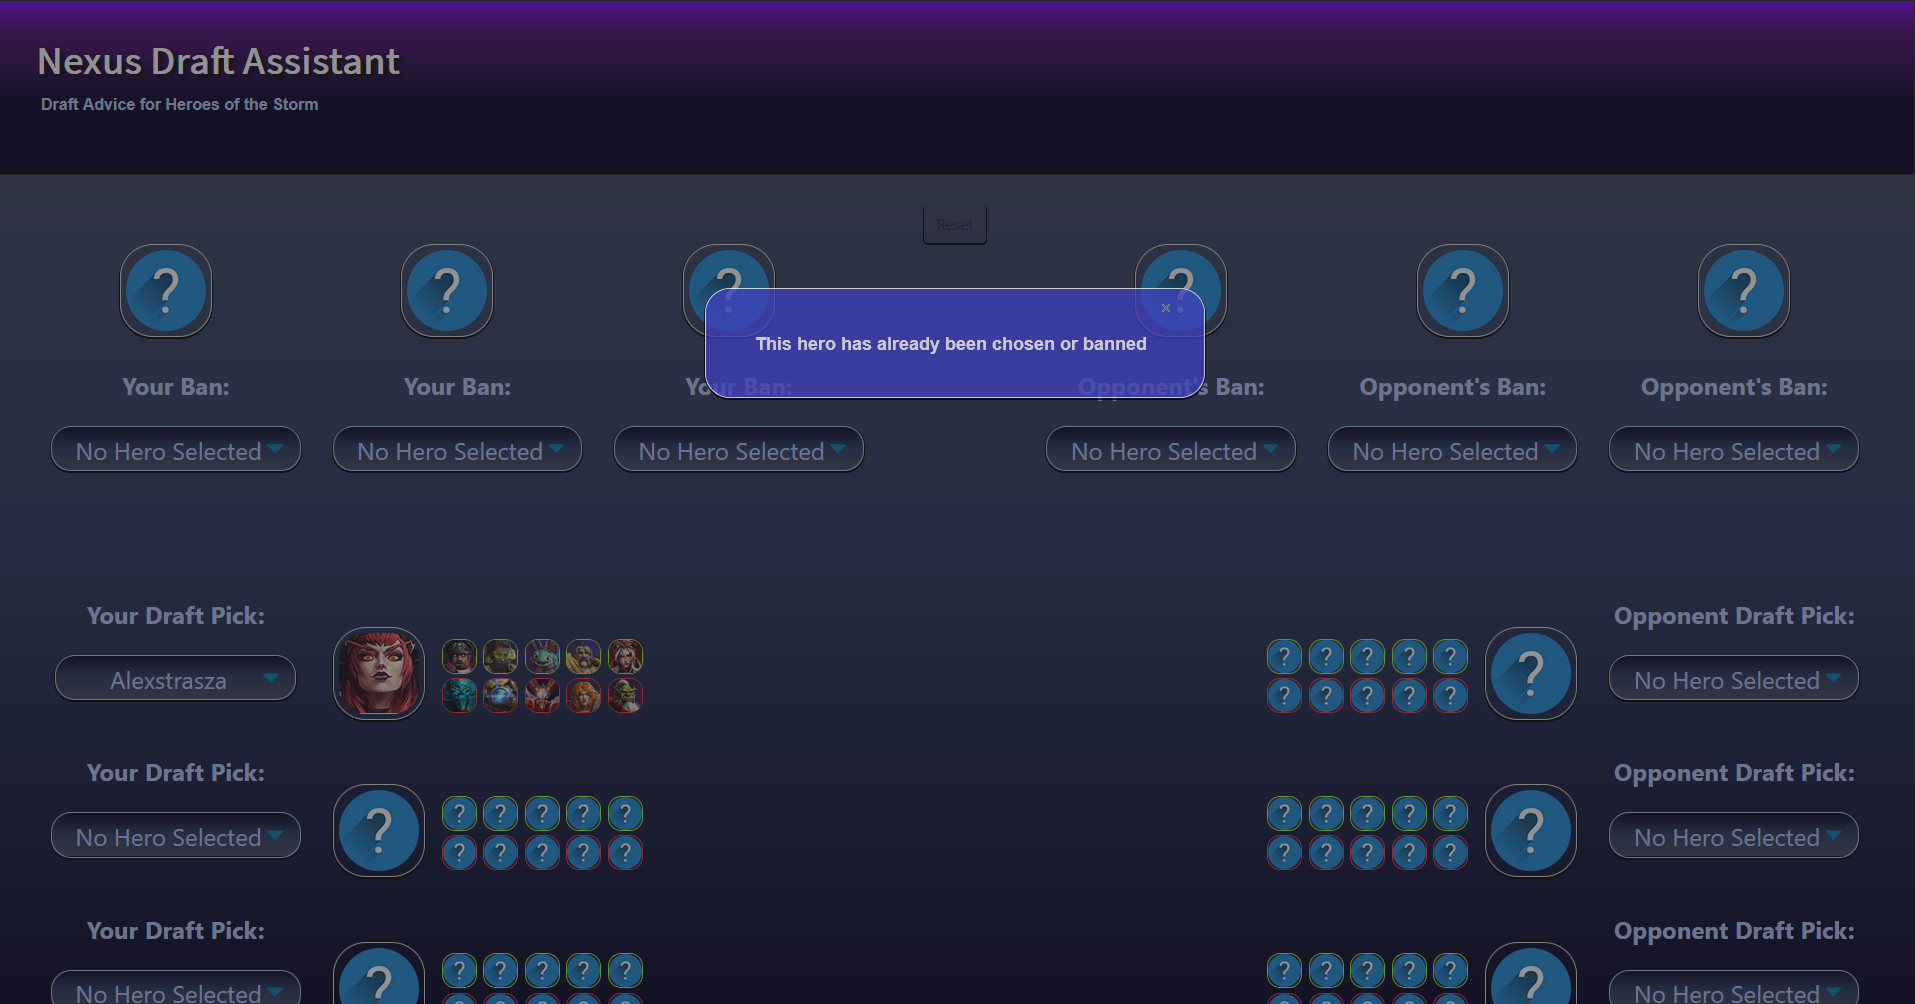 Nexus Draft Assistant
Draft Advice for Heroes of the Storm
Reset
This hero has already been chosen or banned
Your Ban:
Your Ban:
Your Ban:
Opponent's Ban:
Opponent's Ban:
Opponent's Ban:
No Hero Selected
No Hero Selected
No Hero Selected
No Hero Selected
No Hero Selected
No Hero Selected
Your Draft Pick:
Opponent Draft Pick:
Alexstrasza
No Hero Selected
Your Draft Pick:
Opponent Draft Pick:
No Hero Selected
No Hero Selected
Your Draft Pick:
Opponent Draft Pick:
No Hero Selected
No Hero Selected